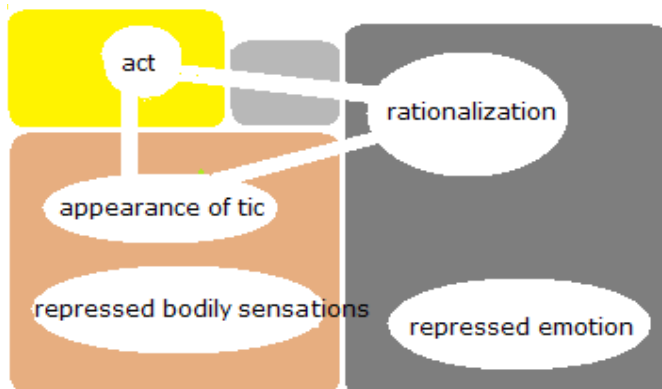 act
rationalization
appearance of tic
repressed bodily sensations
repressed emotion